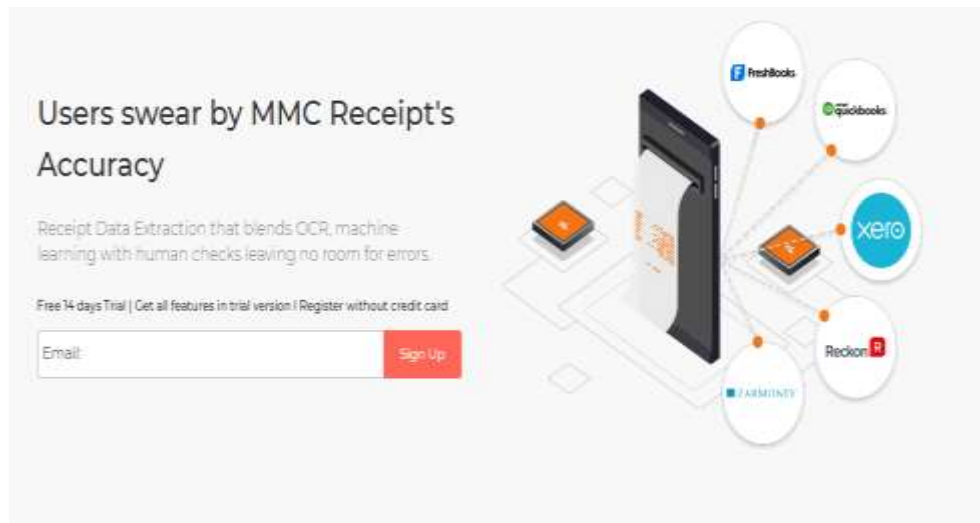 Users swear by MMC Receipt's
Accuracy
Receipt Data Extraction that blends OCR, machine
learning with human checks leaving no room for errors.
Free 14 days Trial | Get all features in trial version I Register without credit card
Email:
Sign Up
FreshBooks
quickbooks
xero
Reckon R
ZARMONEY